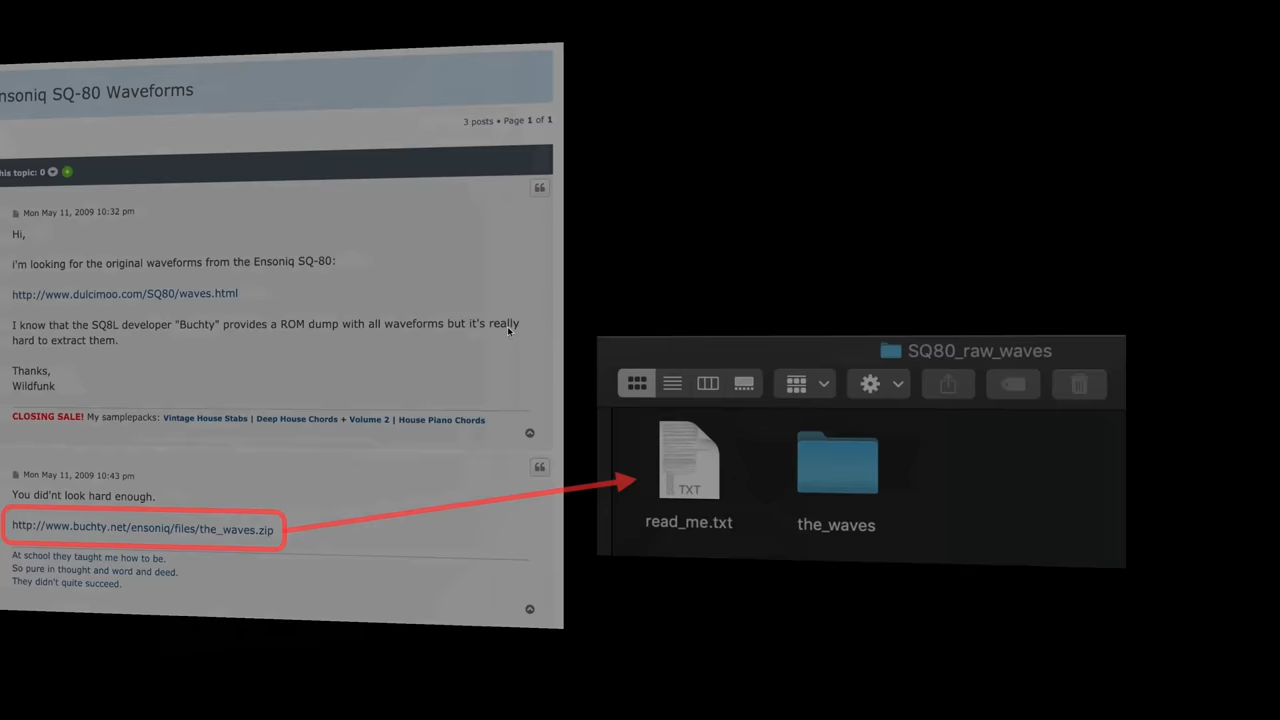 nsoniq SQ-80 Waveforms
3 posts • Page 1 of 1
his topic: 0
Mon May 11, 2009 10:32 pm
Hi,
i'm looking for the original waveforms from the Ensoniq SQ-80:
http://www.dulcimoo.com/SQ80/waves.html
I know that the SQ8L developer "Buchty" provides a ROM dump with all waveforms but it's really
hard to extract them.
Thanks,
Wildfunk
CLOSING SALE! My samplepacks: Vintage House Stabs | Deep House Chords + Volume 2 | House Piano Chords
Mon May 11, 2009 10:43 pm
You did'nt look hard enough.
http://www.buchty.net/ensoniq/files/the_waves.zip
At school they taught me how to be.
So pure in thought and word and deed.
They didn't quite succeed.
SQ80_raw_waves
TXT
read_me.txt
the_waves